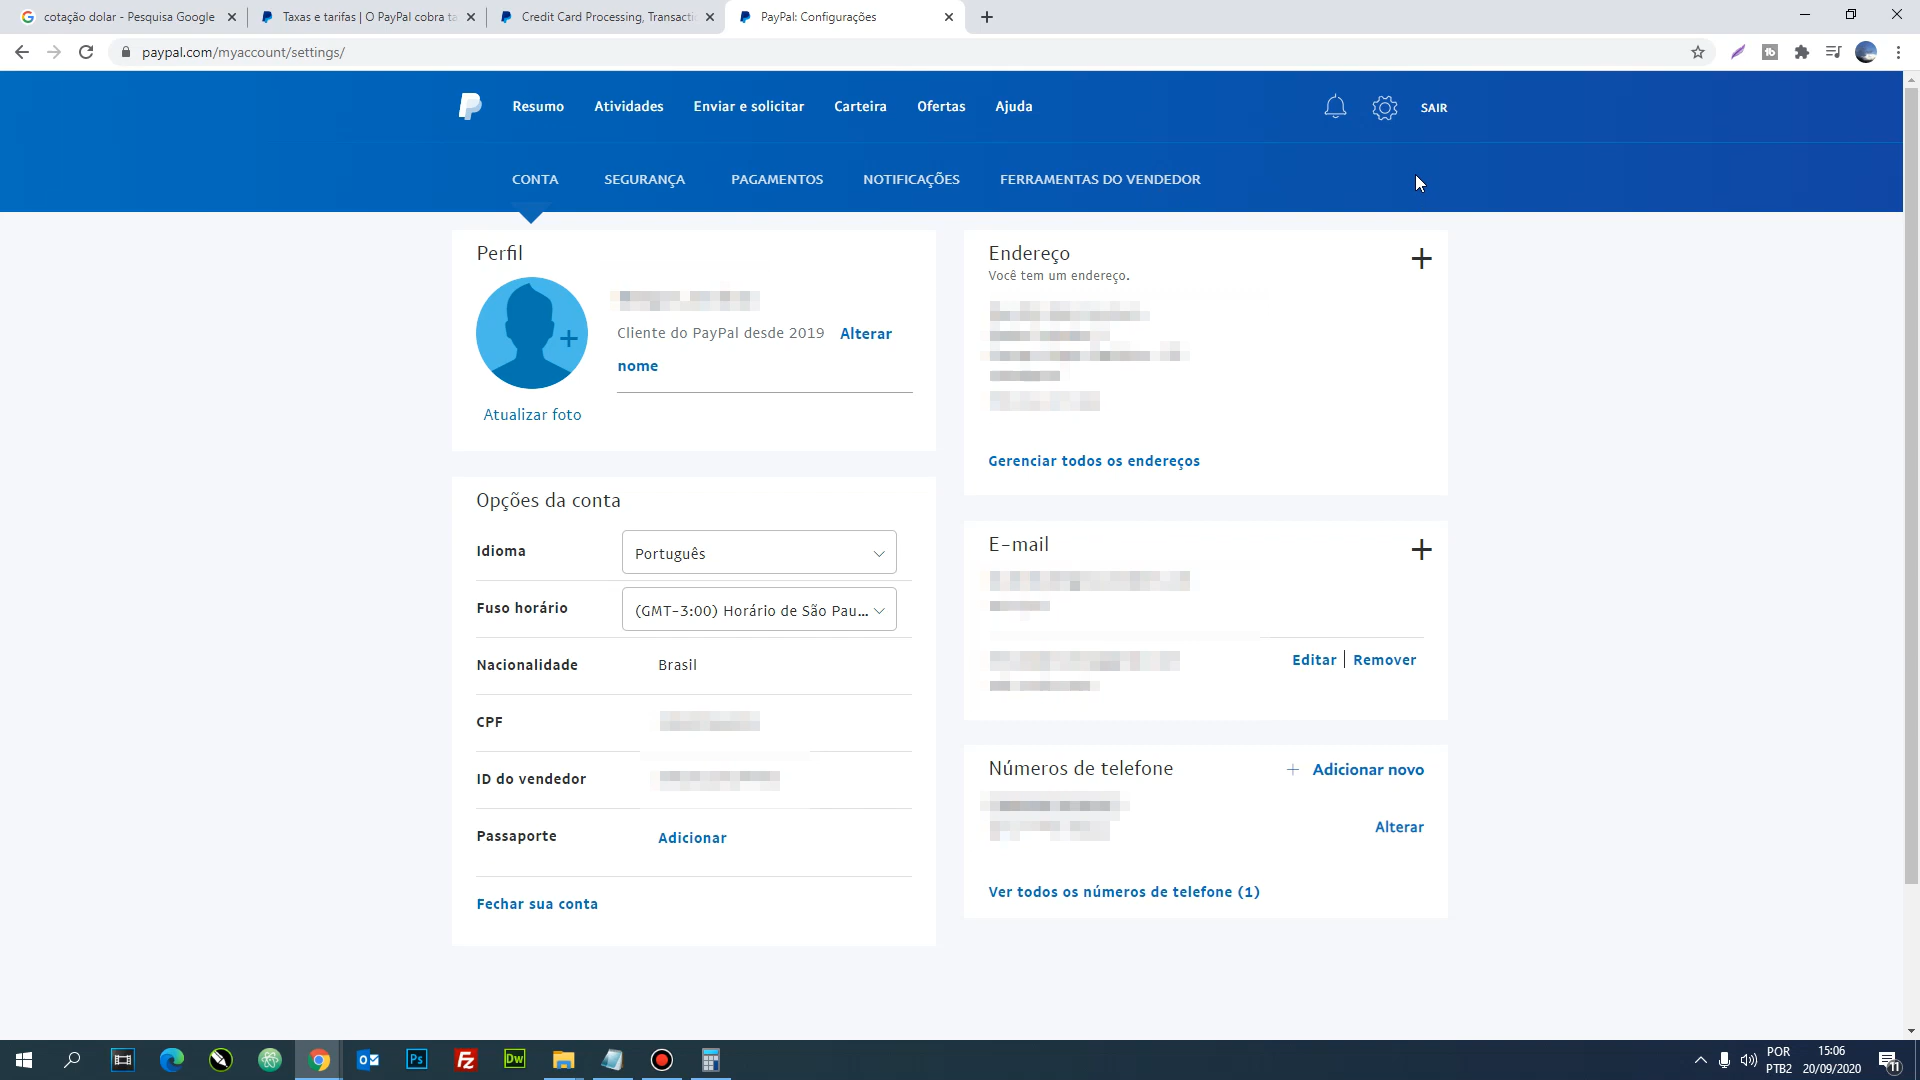 cotação dolar - Pesquisa Google
Taxas e tarifas | O PayPal cobra ta
Credit Card Processing, Transacti
PayPal: Configurações
paypal.com/myaccount/settings/
Resumo
Atividades
Enviar e solicitar
Carteira
Ofertas
Ajuda
SAIR
CONTA
SEGURANÇA
PAGAMENTOS
NOTIFICAÇÕES
FERRAMENTAS DO VENDEDOR
Perfil
Cliente do PayPal desde 2019 Alterar
nome
Atualizar foto
Opções da conta
Idioma
Português
Fuso horário
(GMT-3:00) Horário de São Pau...
Nacionalidade
Brasil
CPF
ID do vendedor
Passaporte
Adicionar
Fechar sua conta
Endereço
Você tem um endereço.
Gerenciar todos os endereços
E-mail
Editar | Remover
Números de telefone
+ Adicionar novo
Alterar
Ver todos os números de telefone (1)
Ps
Fz
Dw
POR
PTB2
15:06
20/09/2020
11